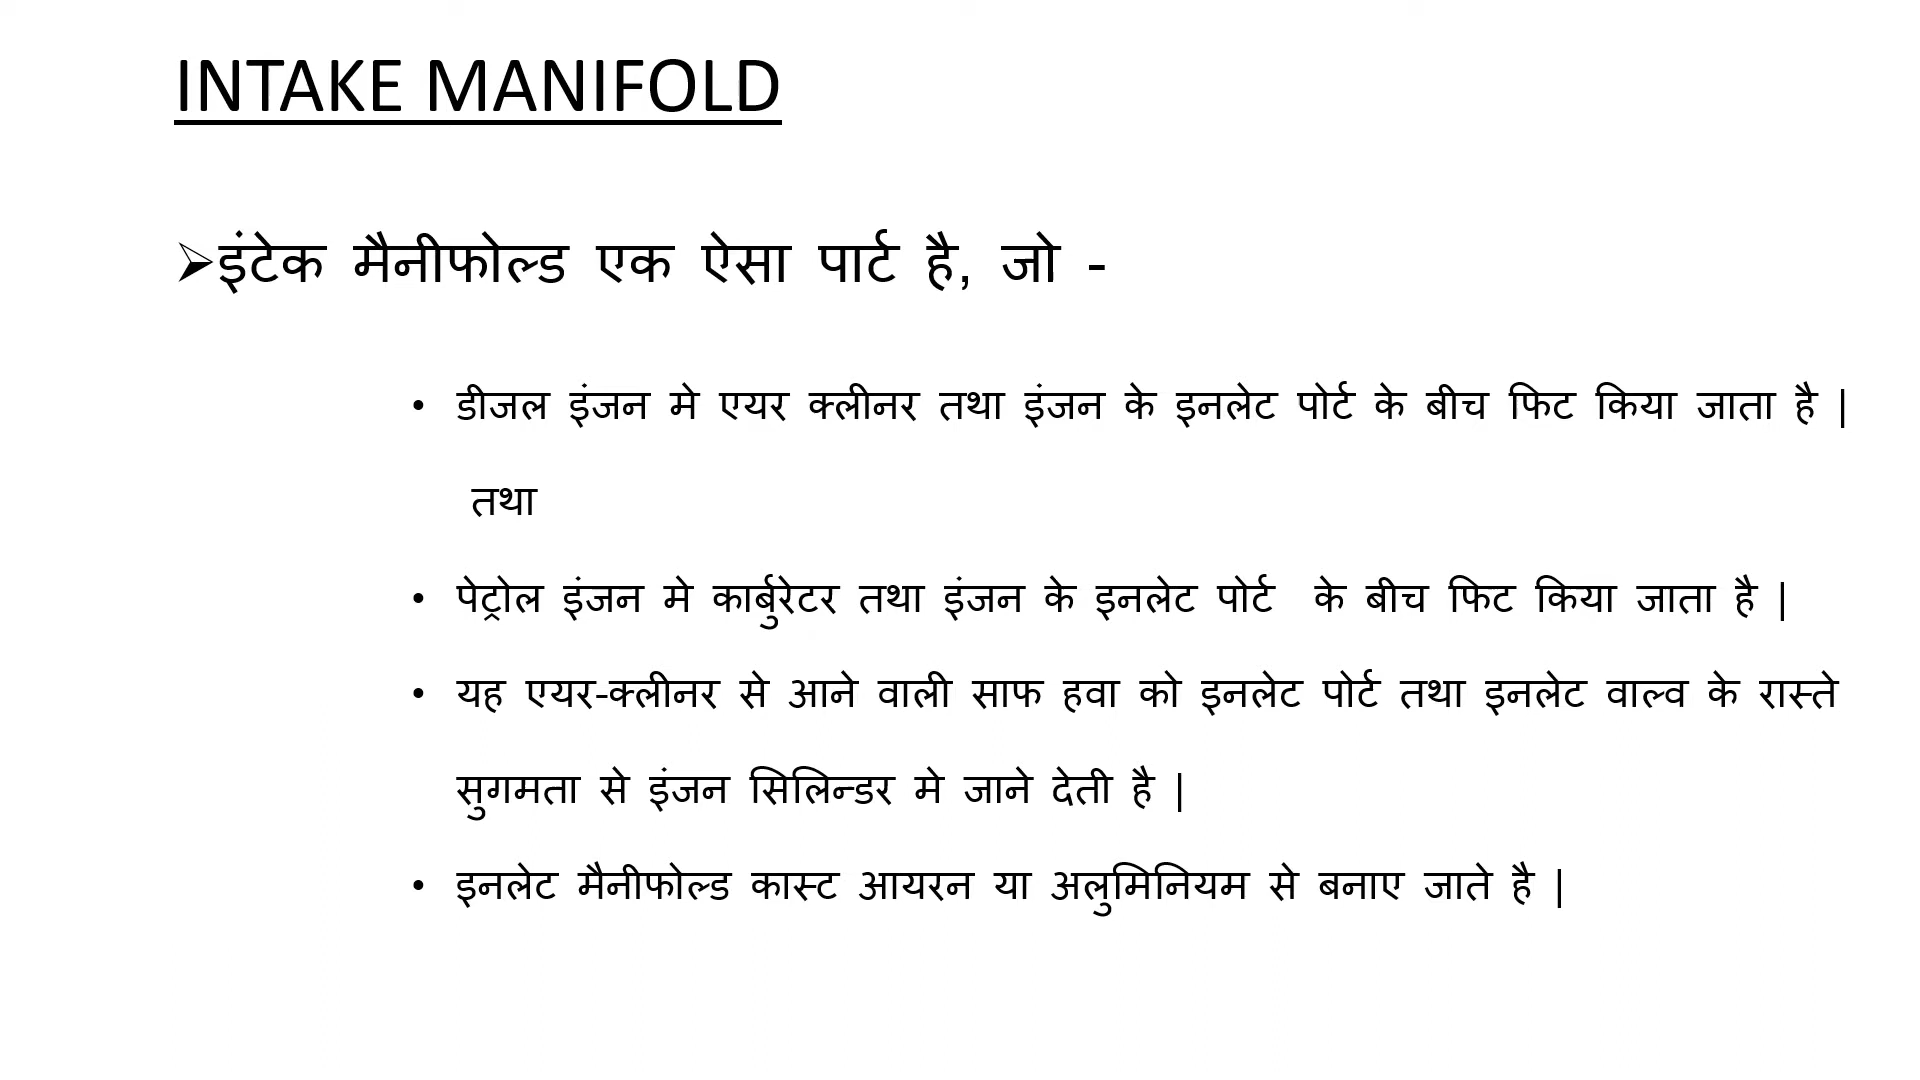 INTAKE MANIFOLD
➢इंटेक मैनीफोल्ड एक ऐसा पार्ट है, जो -
• डीजल इंजन मे एयर क्लीनर तथा इंजन के इनलेट पोर्ट के बीच फिट किया जाता है |
तथा
• पेट्रोल इंजन मे कार्बुरेटर तथा इंजन के इनलेट पोर्ट के बीच फिट किया जाता है |
• यह एयर-क्लीनर से आने वाली साफ हवा को इनलेट पोर्ट तथा इनलेट वाल्व के रास्ते
सुगमता से इंजन सिलिन्डर मे जाने देती है |
• इनलेट मैनीफोल्ड कास्ट आयरन या अलुमिनियम से बनाए जाते है |